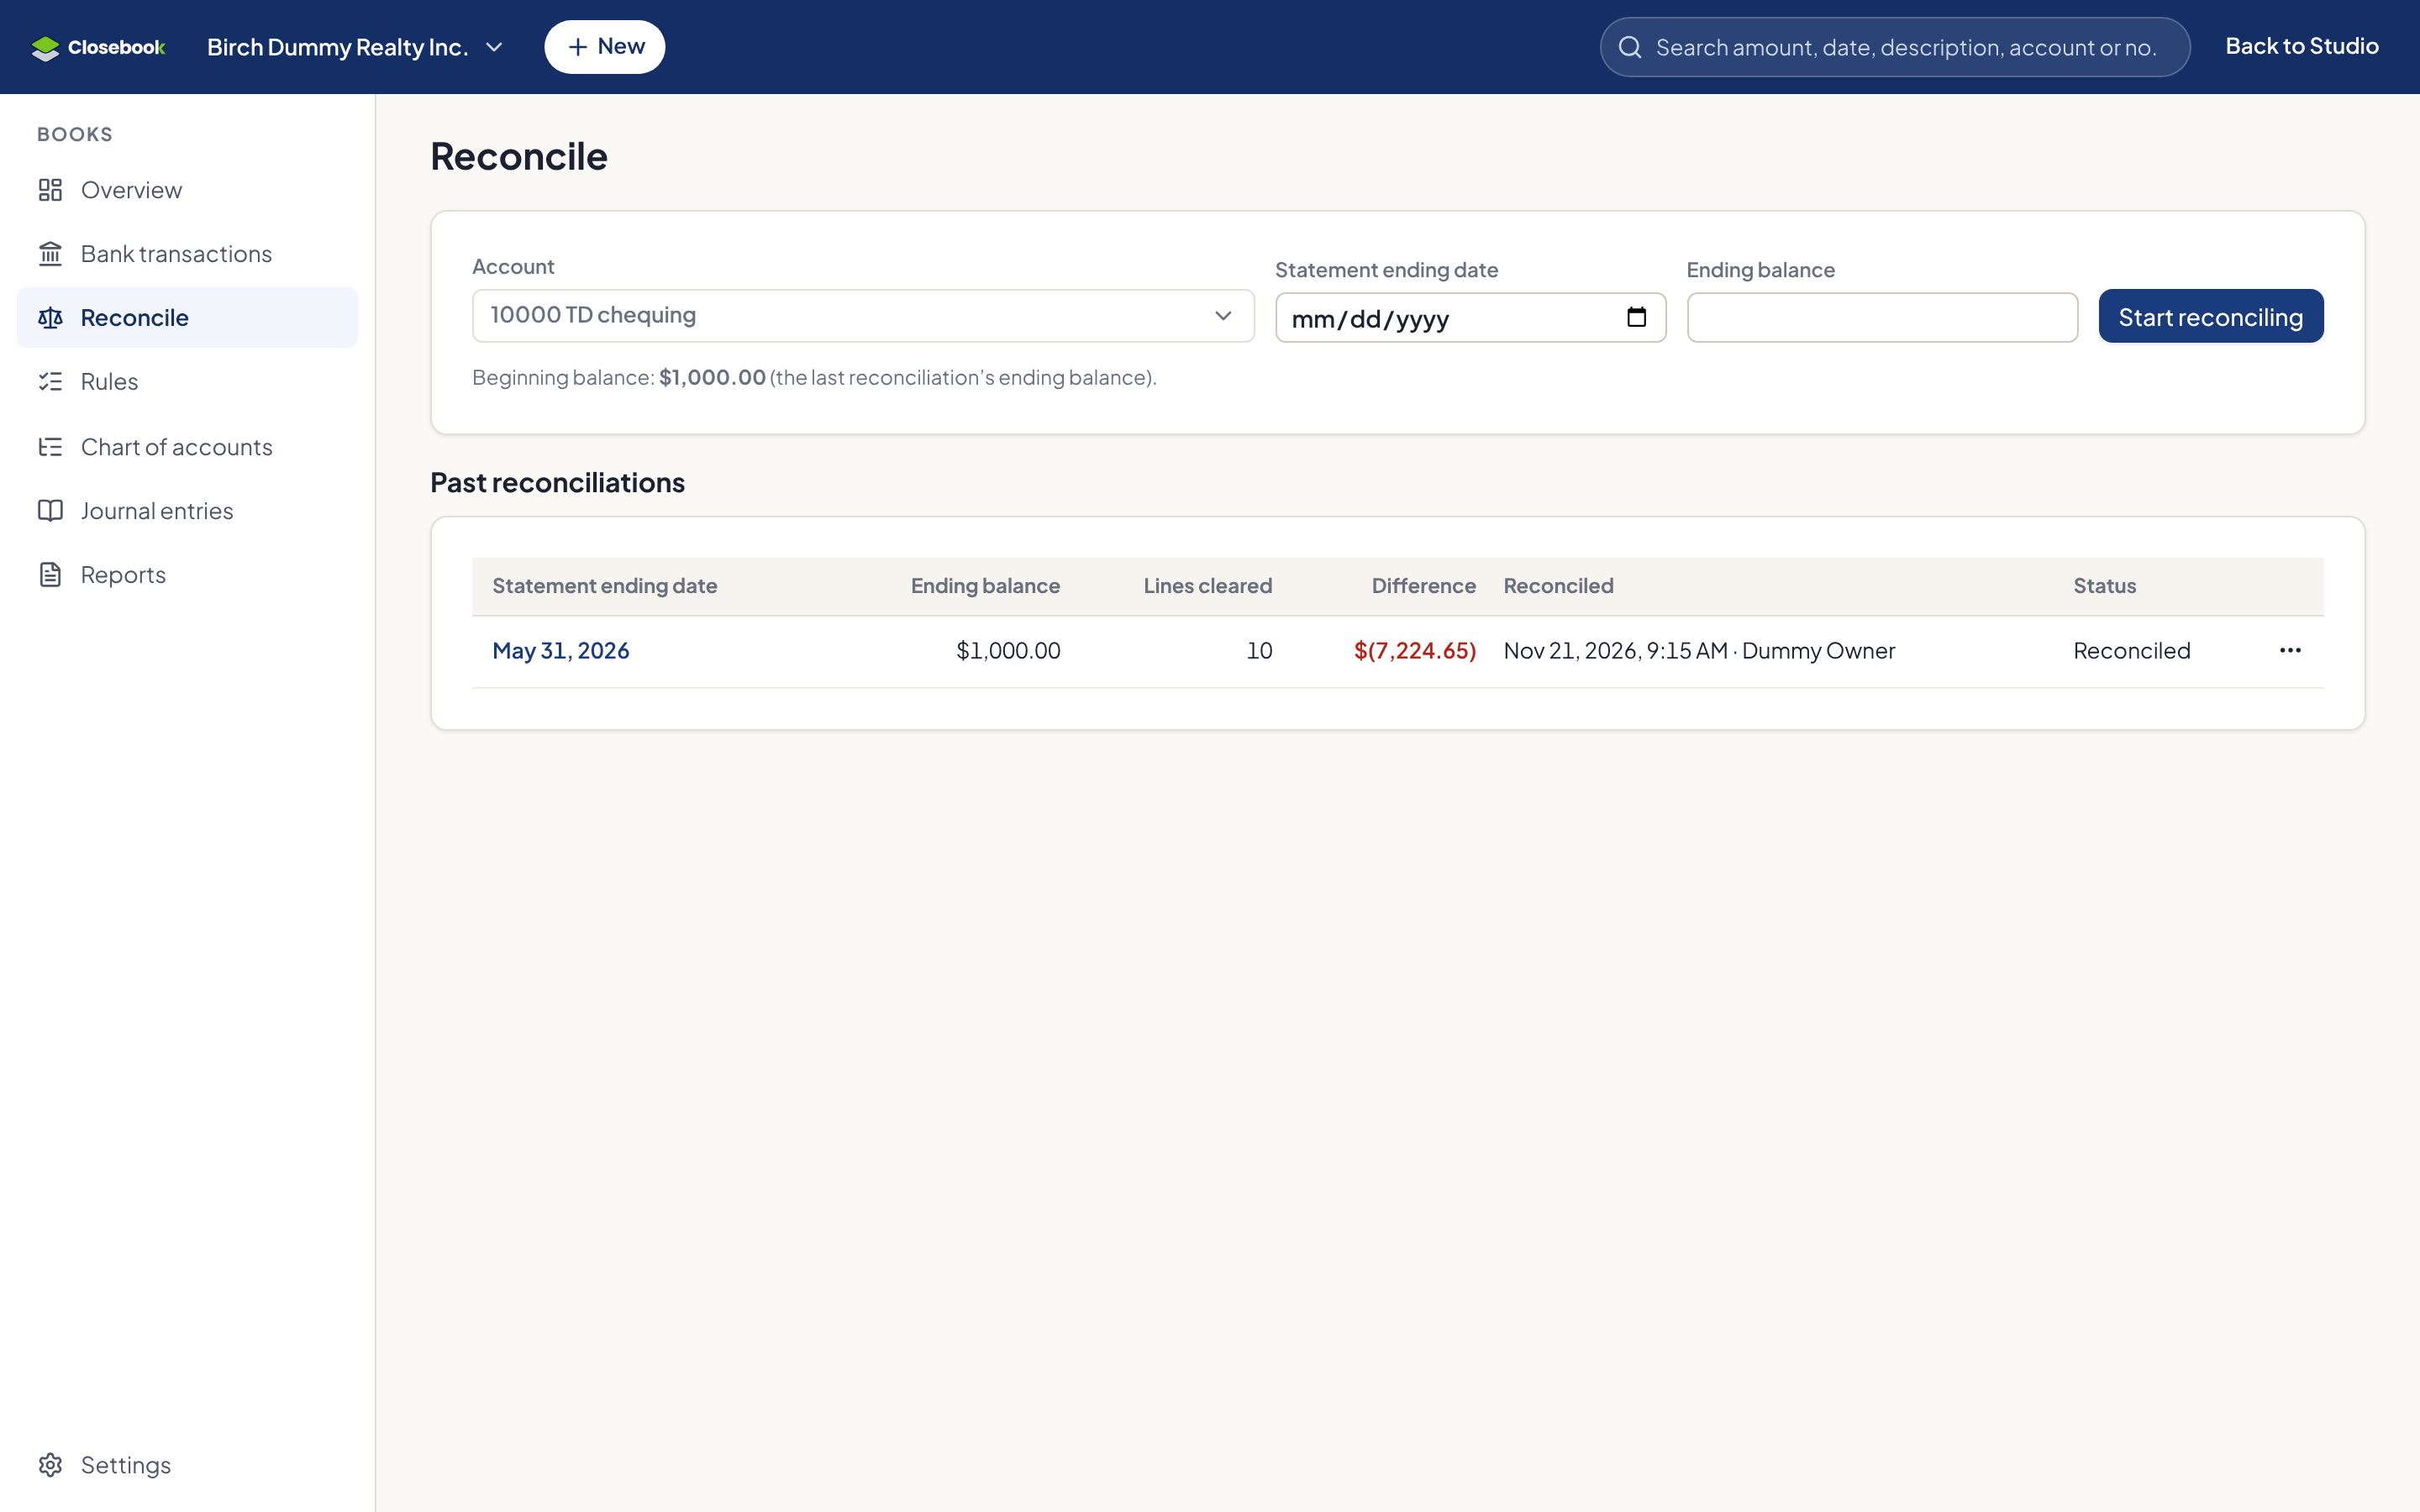 Closebook
Birch Dummy Realty Inc.
New
Search amount, date, description, account or no.
Back to Studio
BOOKS
Overview
Bank transactions
Reconcile
Rules
Chart of accounts
Journal entries
Reports
Settings
Reconcile
Account
Statement ending date
Ending balance
10000 TD chequing
mm/dd/yyyy
Start reconciling
Beginning balance: $1,000.00 (the last reconciliation’s ending balance).
Past reconciliations
Statement ending date Ending balance Lines cleared Difference Reconciled Status
May 31, 2026 $1,000.00 10 $(7,224.65) Nov 21, 2026, 9:15 AM · Dummy Owner Reconciled